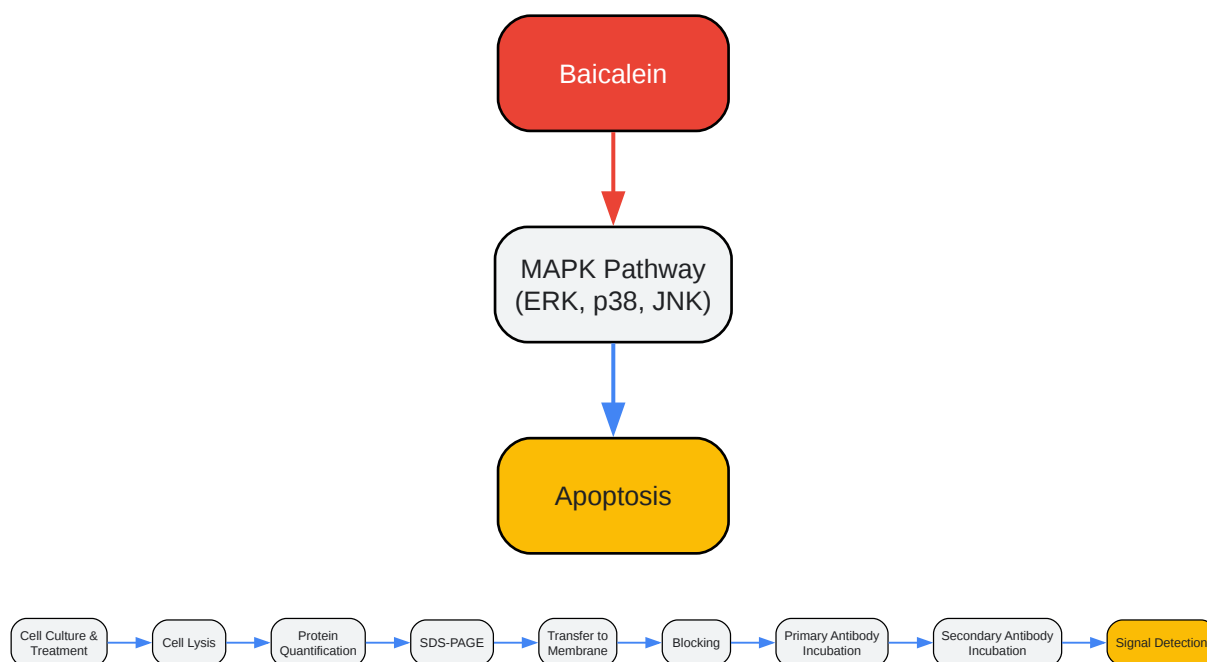 Baicalein
MAPK Pathway
(ERK, p38, JNK)
Apoptosis
Cell Culture &
Treatment
Cell Lysis
Protein
Quantification
SDS-PAGE
Transfer to
Membrane
Blocking
Primary Antibody
Incubation
Secondary Antibody
Incubation
Signal Detection